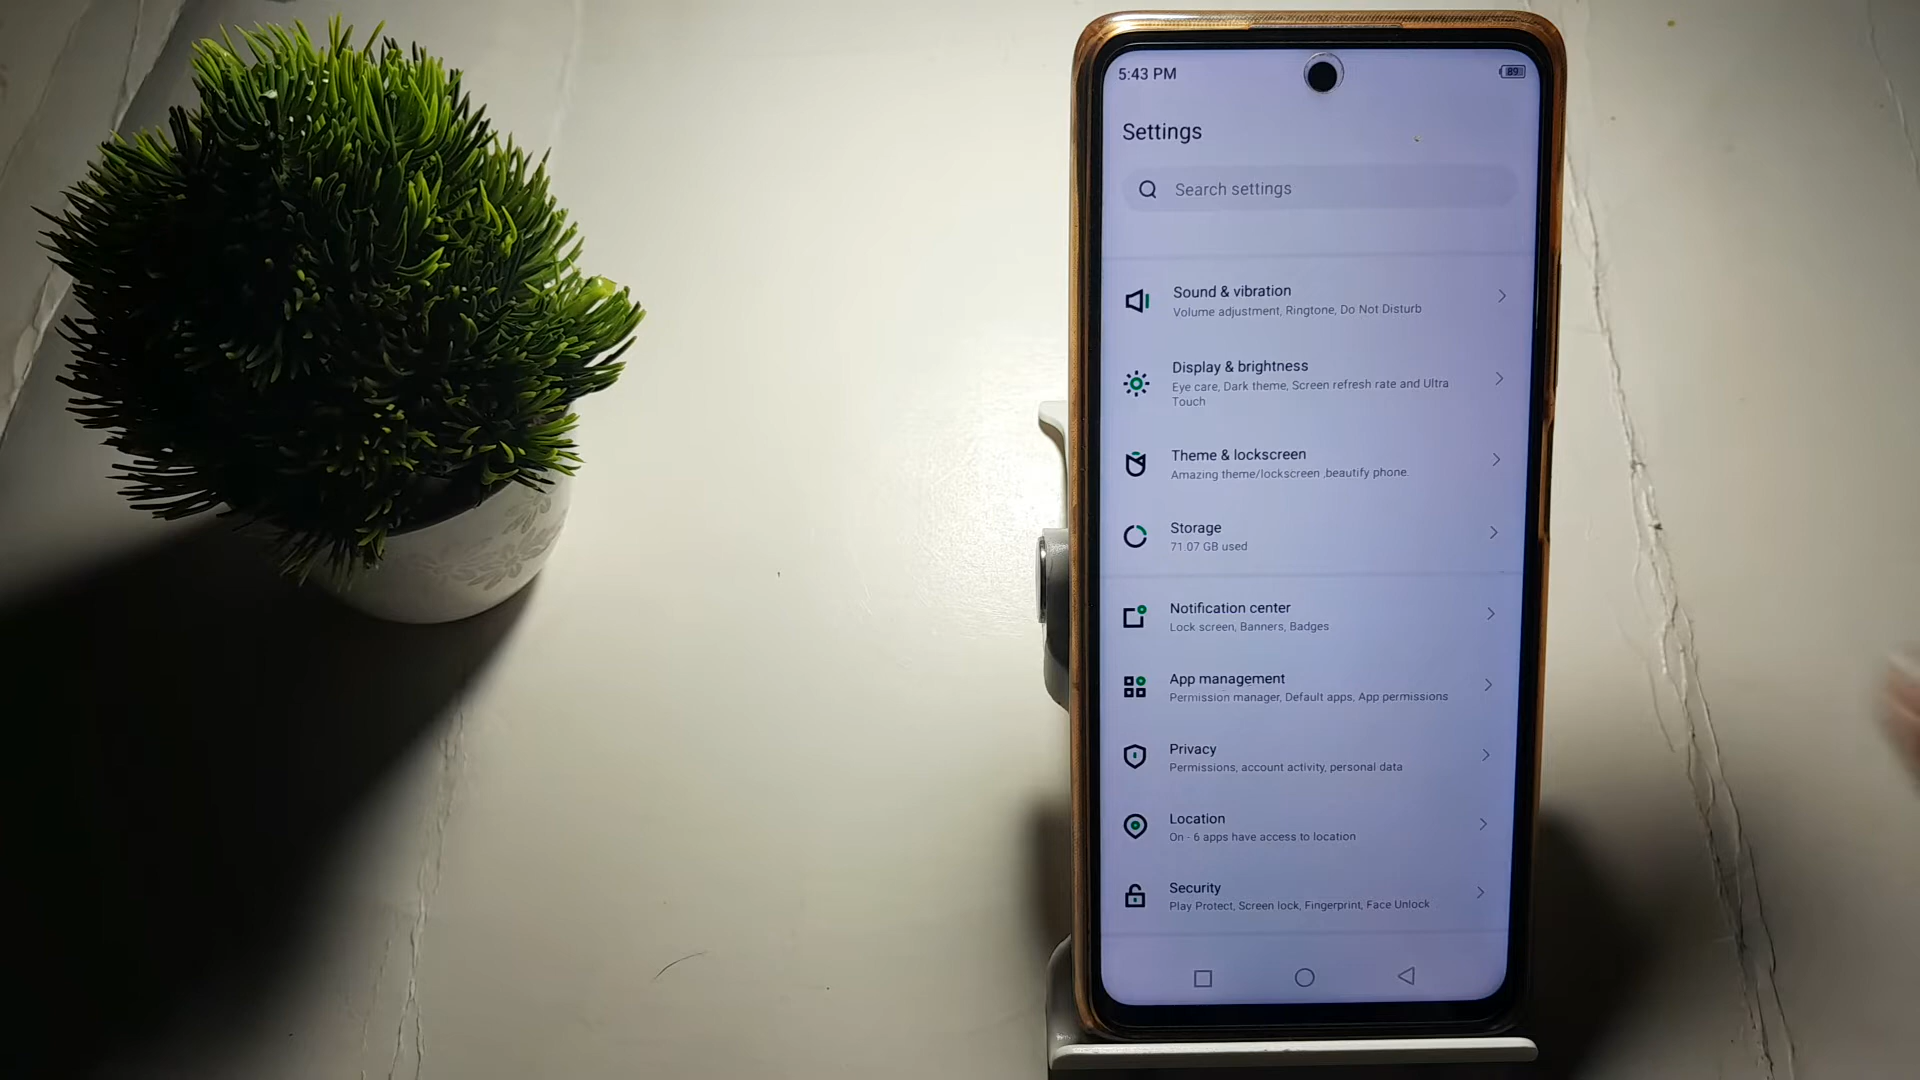 5:43 PM
89
Settings
Search settings
Sound & vibration
Volume adjustment, Ringtone, Do Not Disturb
Display & brightness
Eye care, Dark theme, Screen refresh rate and Ultra
Touch
Theme & lockscreen
Amazing theme/lockscreen ,beautify phone.
Storage
71.07 GB used
Notification center
Lock screen, Banners, Badges
App management
Permission manager, Default apps, App permissions
Privacy
Permissions, account activity, personal data
Location
On - 6 apps have access to location
Security
Play Protect, Screen lock, Fingerprint, Face Unlock